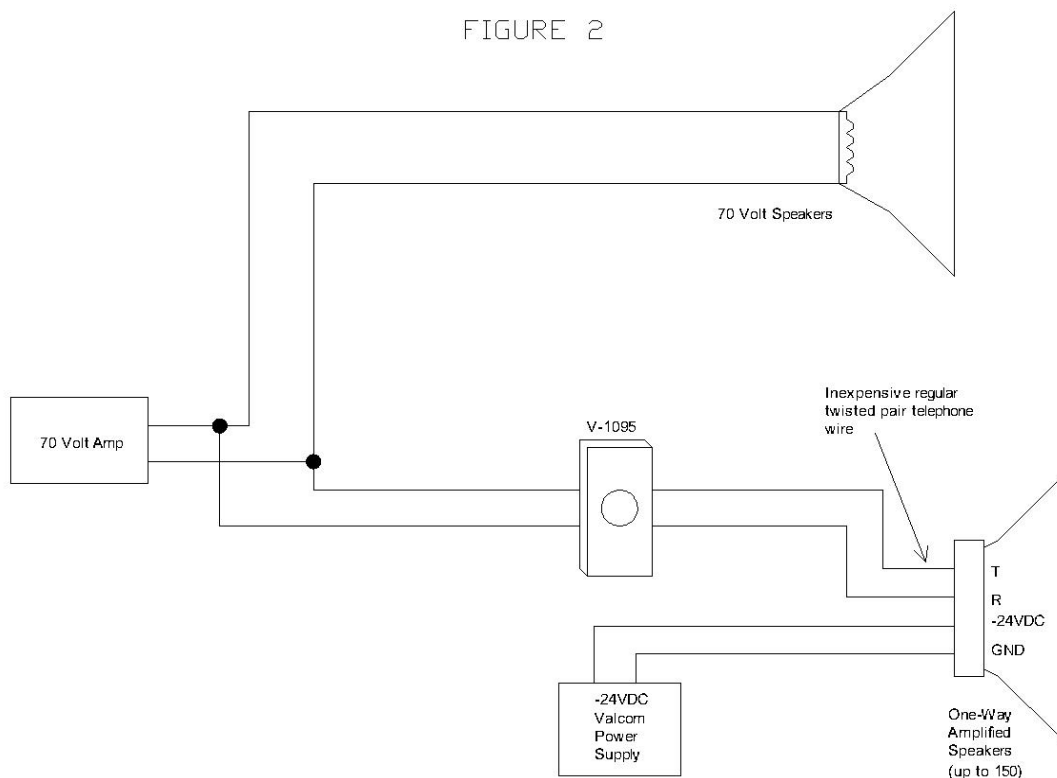 FIGURE 2
70 Volt Speakers
70 Volt Amp
V-1095
Inexpensive regular
twisted pair telephone
wire
T
R
-24VDC
GND
-24VDC
Valcom
Power
Supply
One-Way
Amplified
Speakers
(up to 150)